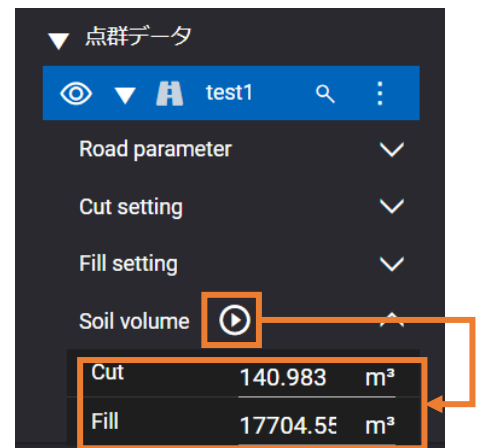 点群データ
test1
Road parameter
Cut setting
Fill setting
Soil volume
Cut 140.983 m³
Fill 17704.55 m³